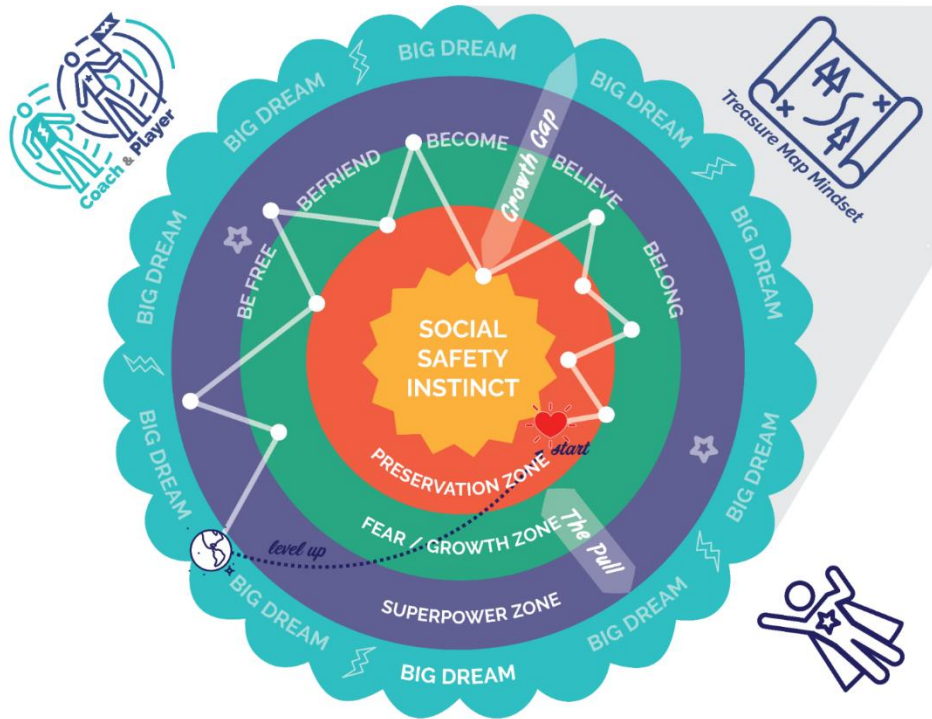 BIG DREAM
BIG DREAM
BIG DREAM
BIG DREAM
BIG DREAM
BIG DREAM
BIG DREAM
BIG DREAM
BIG DREAM
BIG DREAM
BIG DREAM
BIG DREAM
Coach & Player
Treasure Map Mindset
BE FREE
BEFRIEND
BECOME
BELIEVE
BELONG
Growth Gap
SOCIAL
SAFETY
INSTINCT
start
PRESERVATION ZONE
The Pull
FEAR / GROWTH ZONE
level up
SUPERPOWER ZONE